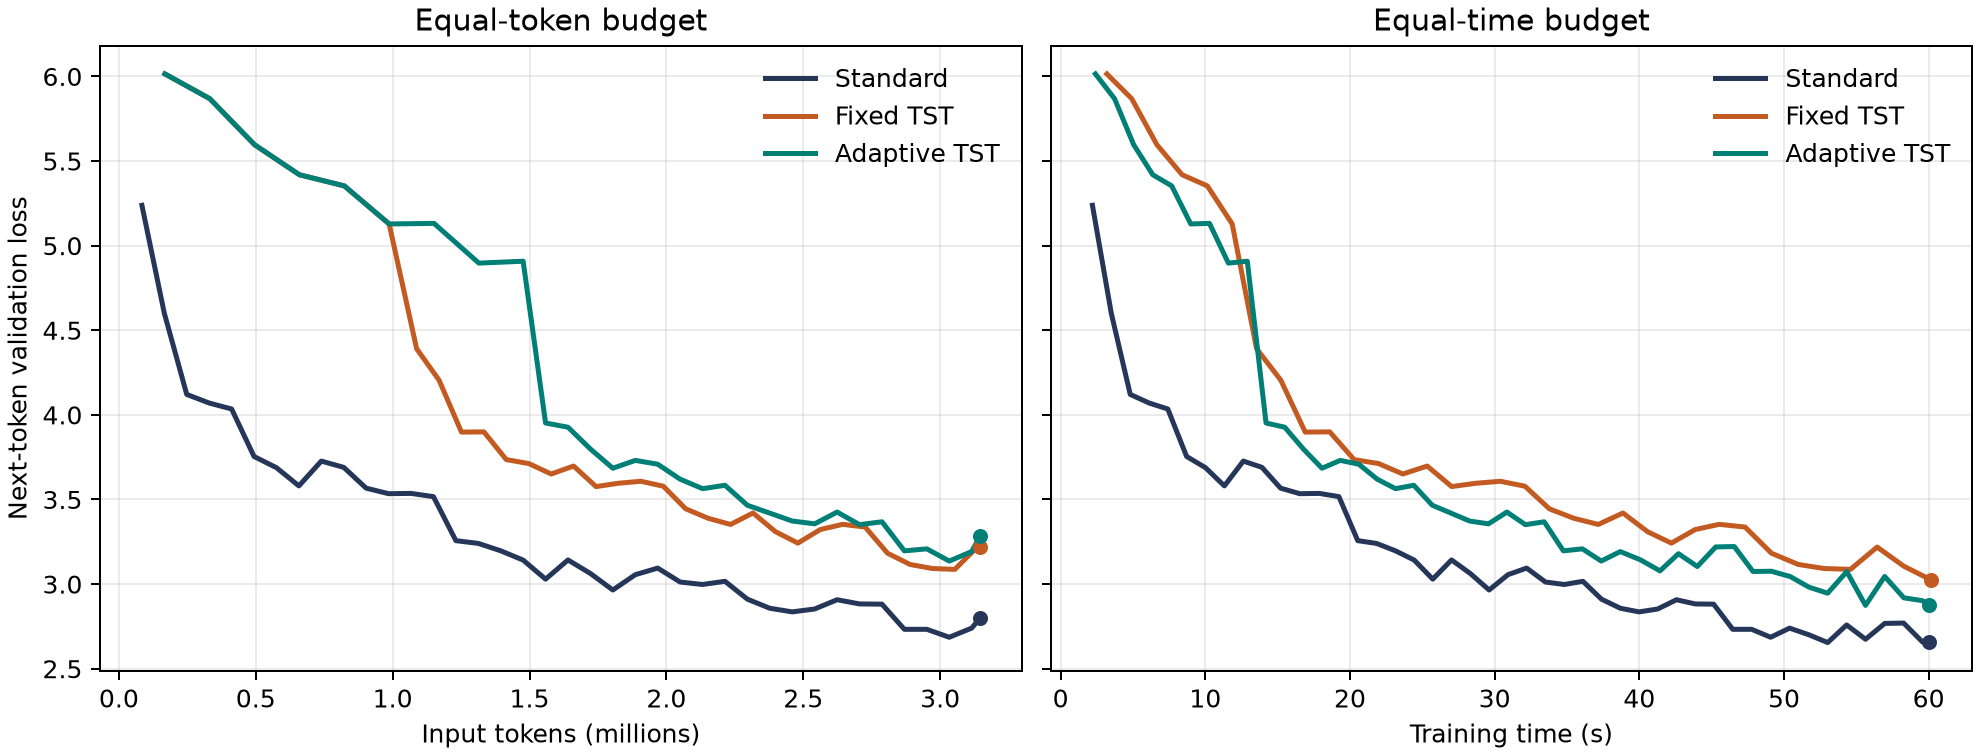 Equal-token budget
Equal-time budget
Next-token validation loss
6.0
5.5
5.0
4.5
4.0
3.5
3.0
2.5
Standard
Fixed TST
Adaptive TST
0.0 0.5 1.0 1.5 2.0 2.5 3.0
Input tokens (millions)
Standard
Fixed TST
Adaptive TST
0 10 20 30 40 50 60
Training time (s)